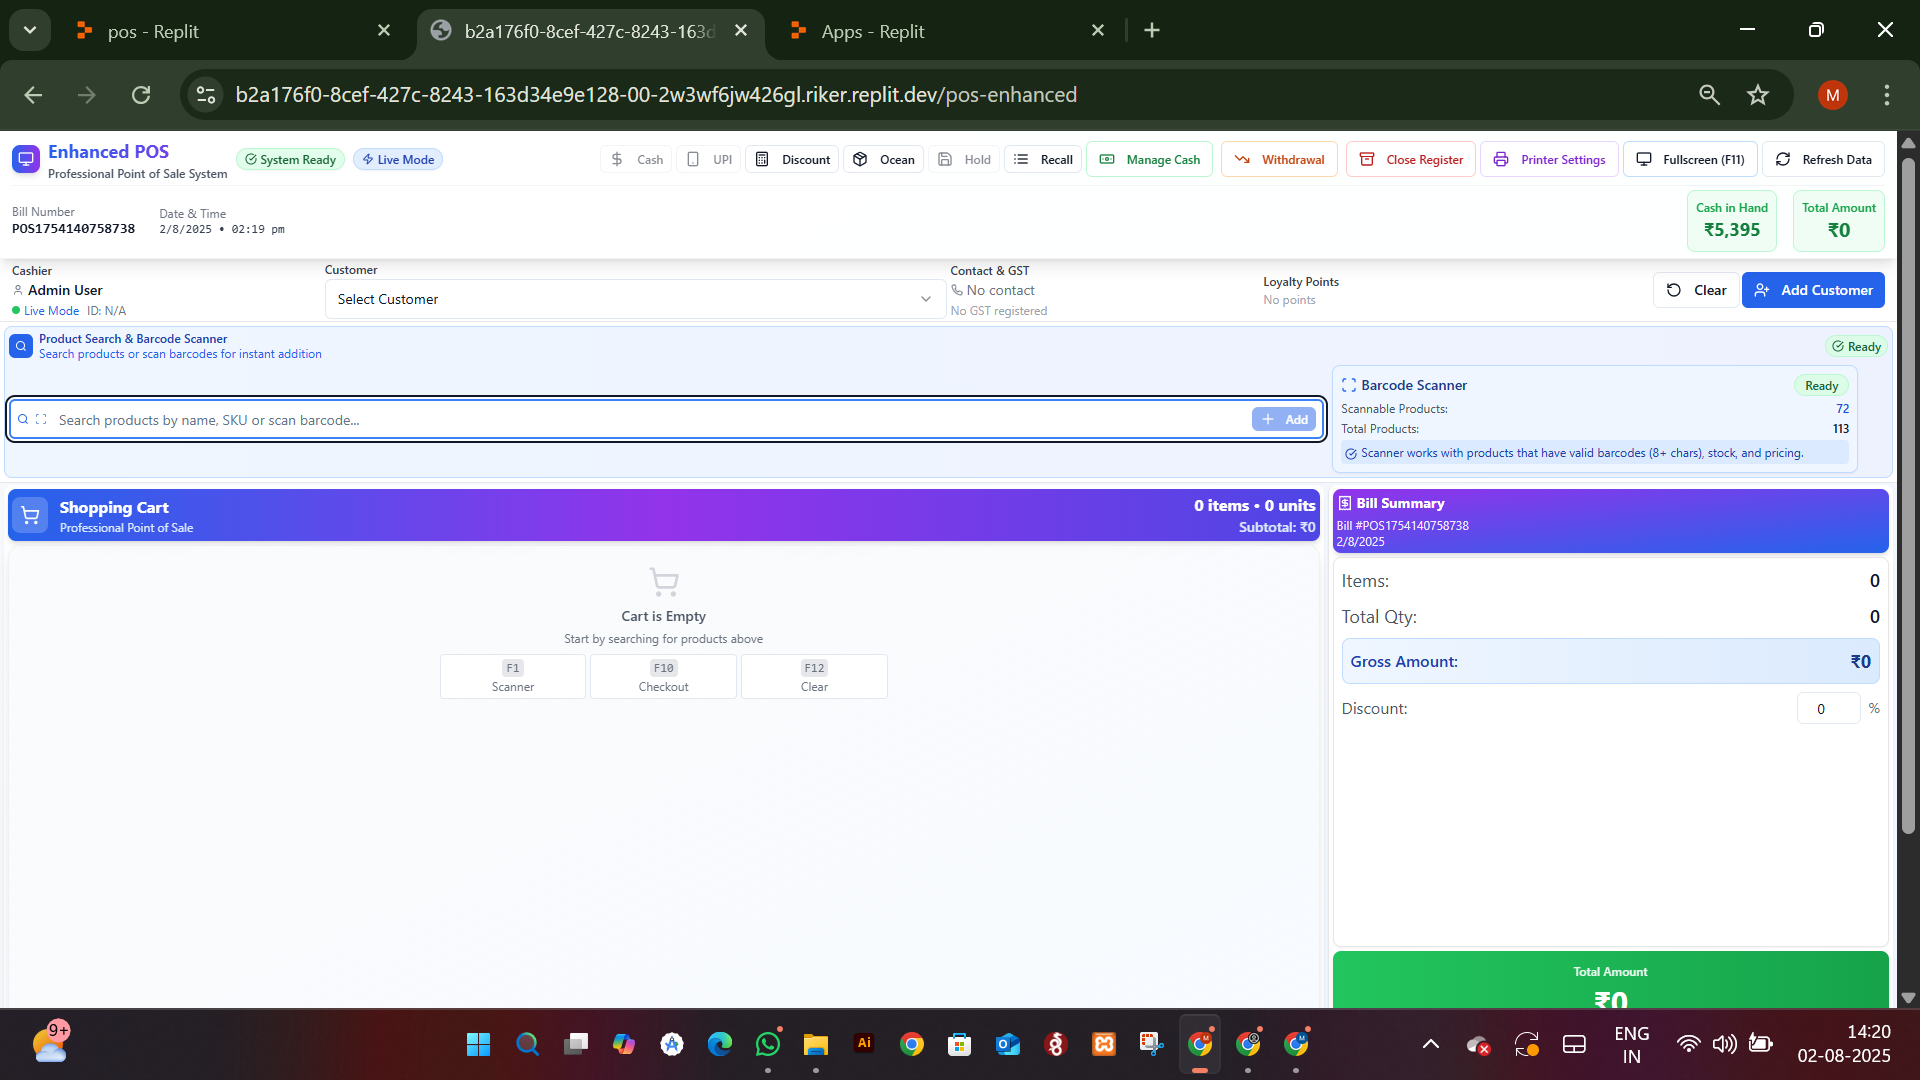 pos - Replit
b2a176f0-8cef-427c-8243-163d
Apps - Replit
b2a176f0-8cef-427c-8243-163d34e9e128-00-2w3wf6jw426gl.riker.replit.dev/pos-enhanced
M
Enhanced POS
Professional Point of Sale System
System Ready
Live Mode
Cash
UPI
Discount
Ocean
Hold
Recall
Manage Cash
Withdrawal
Close Register
Printer Settings
Fullscreen (F11)
Refresh Data
Bill Number
POS1754140758738
Date & Time
2/8/2025 • 02:19 pm
Cash in Hand
₹5,395
Total Amount
₹0
Cashier
Admin User
Live Mode ID: N/A
Customer
Select Customer
Contact & GST
No contact
No GST registered
Loyalty Points
No points
Clear
Add Customer
Product Search & Barcode Scanner
Search products or scan barcodes for instant addition
Ready
Search products by name, SKU or scan barcode...
Add
Barcode Scanner
Ready
Scannable Products: 72
Total Products: 113
Scanner works with products that have valid barcodes (8+ chars), stock, and pricing.
Shopping Cart
Professional Point of Sale
0 items • 0 units
Subtotal: ₹0
Cart is Empty
Start by searching for products above
F1
Scanner
F10
Checkout
F12
Clear
Bill Summary
Bill #POS1754140758738
2/8/2025
Items: 0
Total Qty: 0
Gross Amount: ₹0
Discount: 0 %
Total Amount
₹0
9+
Ai
ENG
IN
14:20
02-08-2025